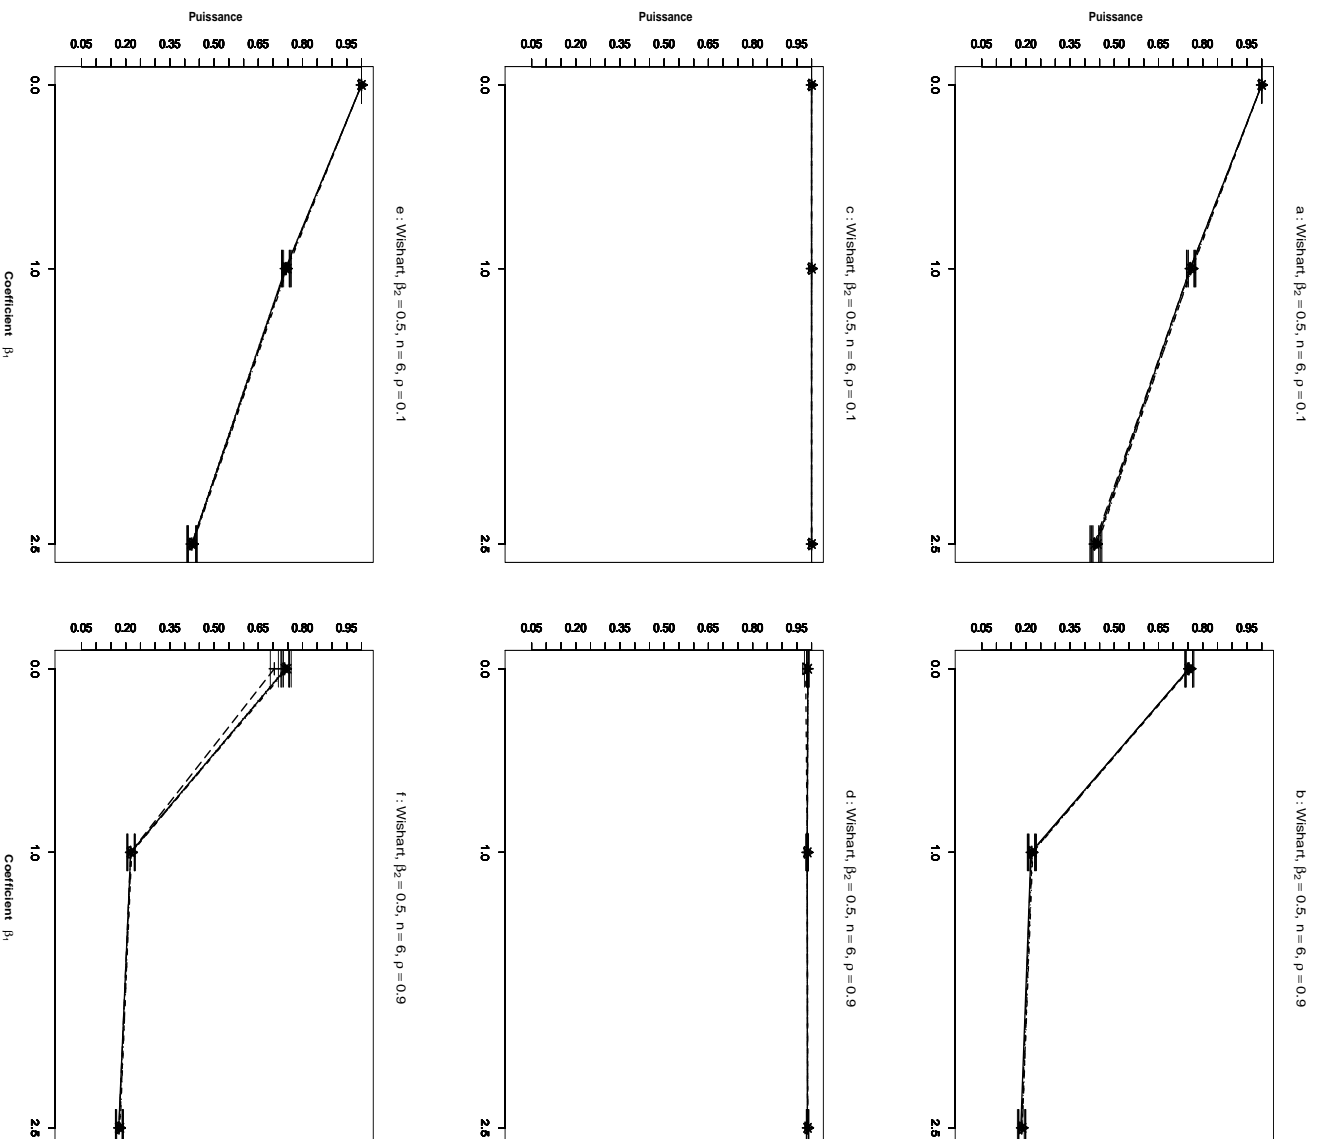 a : Wishart, β2 = 0.5, n = 6, ρ = 0.1
Puissance
0.05 0.20 0.35 0.50 0.65 0.80 0.95
0.0 1.0 2.5
b : Wishart, β2 = 0.5, n = 6, ρ = 0.9
0.05 0.20 0.35 0.50 0.65 0.80 0.95
0.0 1.0 2.5
c : Wishart, β2 = 0.5, n = 6, ρ = 0.1
Puissance
0.05 0.20 0.35 0.50 0.65 0.80 0.95
0.0 1.0 2.5
d : Wishart, β2 = 0.5, n = 6, ρ = 0.9
0.05 0.20 0.35 0.50 0.65 0.80 0.95
0.0 1.0 2.5
e : Wishart, β2 = 0.5, n = 6, ρ = 0.1
Puissance
0.05 0.20 0.35 0.50 0.65 0.80 0.95
0.0 1.0 2.5
Coefficient β1
f : Wishart, β2 = 0.5, n = 6, ρ = 0.9
0.05 0.20 0.35 0.50 0.65 0.80 0.95
0.0 1.0 2.5
Coefficient β1